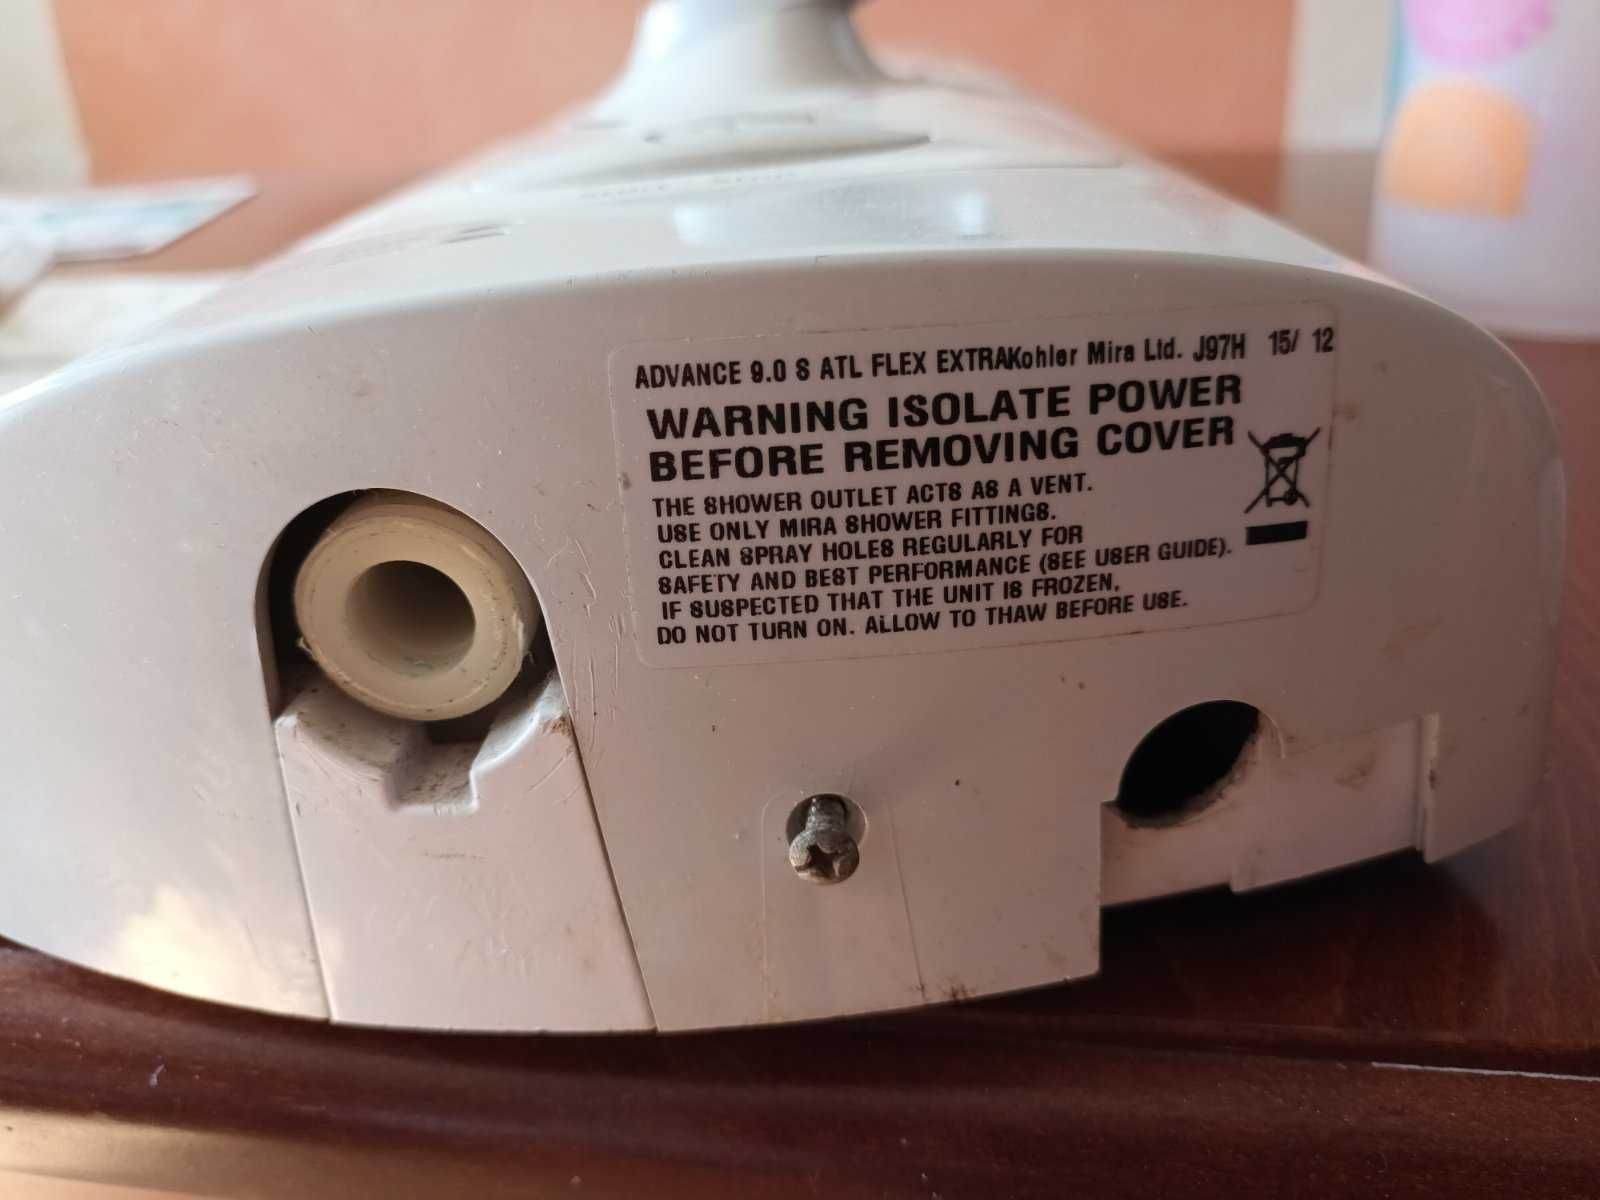 ADVANCE 9.0 S ATL FLEX EXTRAKohler Mira Ltd. J97H 15/ 12
WARNING ISOLATE POWER
BEFORE REMOVING COVER
THE SHOWER OUTLET ACTS AS A VENT.
USE ONLY MIRA SHOWER FITTINGS.
CLEAN SPRAY HOLES REGULARLY FOR
SAFETY AND BEST PERFORMANCE (SEE USER GUIDE).
IF SUSPECTED THAT THE UNIT IS FROZEN,
DO NOT TURN ON. ALLOW TO THAW BEFORE USE.